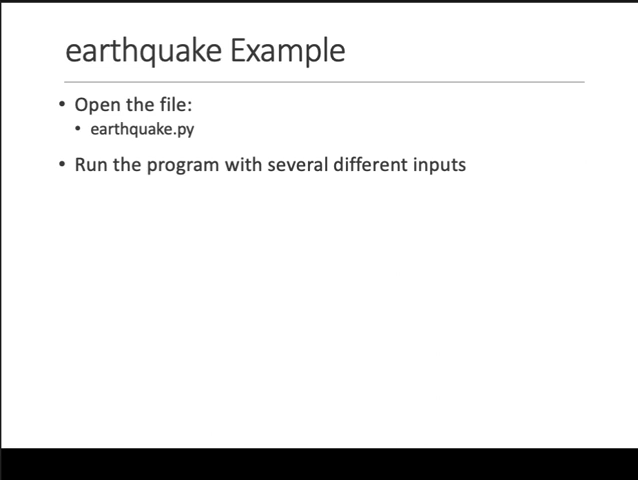 earthquake Example
• Open the file:
• earthquake.py
• Run the program with several different inputs